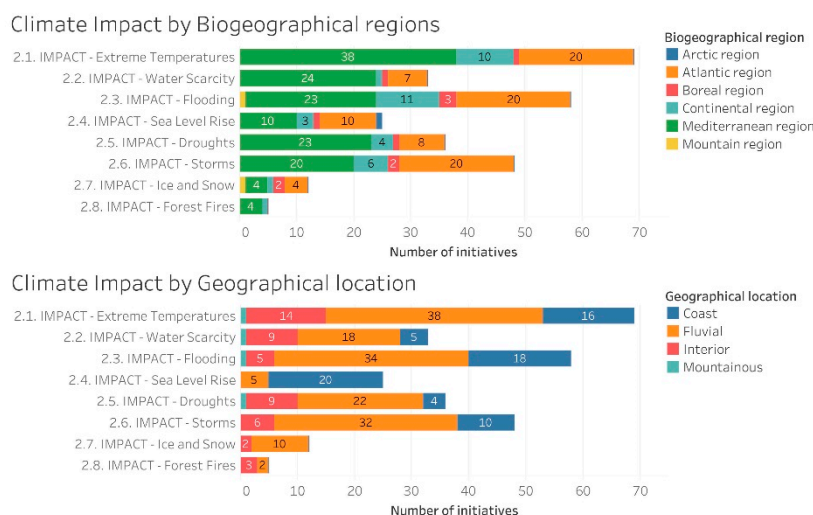 Climate Impact by Biogeographical regions
Biogeographical region
Arctic region
Atlantic region
Boreal region
Continental region
Mediterranean region
Mountain region
2.1. IMPACT - Extreme Temperatures 38 10 20
2.2. IMPACT - Water Scarcity 24 7
2.3. IMPACT - Flooding 23 11 3 20
2.4. IMPACT - Sea Level Rise 10 3 10
2.5. IMPACT - Droughts 23 4 8
2.6. IMPACT - Storms 20 6 2 20
2.7. IMPACT - Ice and Snow 4 2 4
2.8. IMPACT - Forest Fires 4
0 10 20 30 40 50 60 70
Number of initiatives
Climate Impact by Geographical location
Geographical location
Coast
Fluvial
Interior
Mountainous
2.1. IMPACT - Extreme Temperatures 14 38 16
2.2. IMPACT - Water Scarcity 9 18 5
2.3. IMPACT - Flooding 5 34 18
2.4. IMPACT - Sea Level Rise 5 20
2.5. IMPACT - Droughts 9 22 4
2.6. IMPACT - Storms 6 32 10
2.7. IMPACT - Ice and Snow 2 10
2.8. IMPACT - Forest Fires 3 2
0 10 20 30 40 50 60 70
Number of initiatives